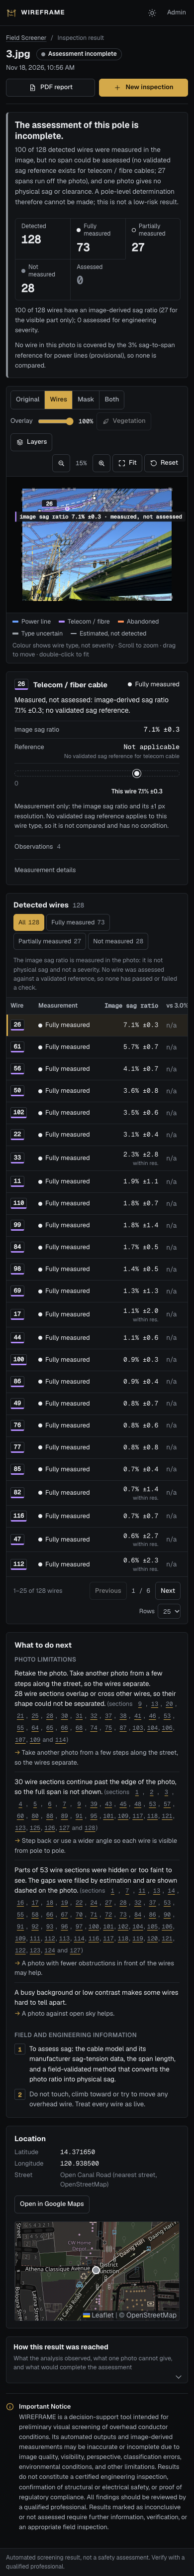 WIREFRAME
Admin
Field Screener / Inspection result
3.jpg
Assessment incomplete
Nov 18, 2026, 10:56 AM
PDF report
New inspection
The assessment of this pole is
incomplete.
100 of 128 detected wires were measured in the
image, but no span could be assessed (no validated
sag reference exists for telecom / fibre cables; 27
spans run off the photo), and one photo gives no
physical sag or clearance. A pole-level determination
therefore cannot be made; this is not a low-risk result.
Detected
128
Fully
measured
73
Partially
measured
27
Not
measured
28
Assessed
0
100 of 128 wires have an image-derived sag ratio (27 for
the visible part only); 0 assessed for engineering
severity.
No wire in this photo is covered by the 3% sag-to-span
reference for power lines (provisional), so none is
compared.
Original
Wires
Mask
Both
Overlay
100%
Vegetation
Layers
15%
Fit
Reset
26
image sag ratio 7.1% ±0.3 · measured, not assessed
Power line
Telecom / fibre
Abandoned
Type uncertain
Estimated, not detected
Colour shows wire type, not severity · Scroll to zoom · drag
to move · double-click to fit
26
Telecom / fibre cable
Fully measured
Measured, not assessed: image-derived sag ratio
7.1% ±0.3; no validated sag reference.
Image sag ratio
7.1% ±0.3
Reference
Not applicable
No validated sag reference for telecom cable
0
This wire 7.1% ±0.3
Measurement only: the image sag ratio and its ±1 px
resolution. No validated sag reference applies to this
wire type, so it is not compared and has no condition.
Observations 4
Measurement details
Detected wires 128
All 128
Fully measured 73
Partially measured 27
Not measured 28
The image sag ratio is measured in the photo: it is not
physical sag and not a severity. No wire was assessed
against a validated reference, so none has passed or failed
a check.
Wire
Measurement
Image sag ratio
vs 3.0%
26 Fully measured 7.1% ±0.3 n/a
61 Fully measured 5.7% ±0.7 n/a
56 Fully measured 4.1% ±0.7 n/a
50 Fully measured 3.6% ±0.8 n/a
102 Fully measured 3.5% ±0.6 n/a
22 Fully measured 3.1% ±0.4 n/a
33 Fully measured 2.3% ±2.8 n/a
within res.
11 Fully measured 1.9% ±1.1 n/a
110 Fully measured 1.8% ±0.7 n/a
99 Fully measured 1.8% ±1.4 n/a
84 Fully measured 1.7% ±0.5 n/a
98 Fully measured 1.4% ±0.5 n/a
69 Fully measured 1.3% ±1.3 n/a
17 Fully measured 1.1% ±2.0 n/a
within res.
44 Fully measured 1.1% ±0.6 n/a
100 Fully measured 0.9% ±0.3 n/a
86 Fully measured 0.9% ±0.4 n/a
49 Fully measured 0.8% ±0.7 n/a
76 Fully measured 0.8% ±0.6 n/a
77 Fully measured 0.8% ±0.8 n/a
85 Fully measured 0.7% ±0.4 n/a
82 Fully measured 0.7% ±1.4 n/a
within res.
116 Fully measured 0.7% ±0.7 n/a
47 Fully measured 0.6% ±2.7 n/a
within res.
112 Fully measured 0.6% ±2.3 n/a
within res.
1–25 of 128 wires
Previous
1 / 6
Next
Rows
25
What to do next
PHOTO LIMITATIONS
Retake the photo. Take another photo from a few
steps along the street, so the wires separate.
28 wire sections overlap or cross other wires, so their
shape could not be separated.
→ Take another photo from a few steps along the street,
so the wires separate.
30 wire sections continue past the edge of the photo,
so the full span is not shown.
→ Step back or use a wider angle so each wire is visible
from pole to pole.
Parts of 53 wire sections were hidden or too faint to
see. The gaps were filled by estimation and are shown
dashed on the photo.
→ A photo with fewer obstructions in front of the wires
may help.
A busy background or low contrast makes some wires
hard to tell apart.
→ A photo against open sky helps.
FIELD AND ENGINEERING INFORMATION
1 To assess sag: the cable model and its
manufacturer sag-tension data, the span length,
and a field-validated method that converts the
photo ratio into physical sag.
2 Do not touch, climb toward or try to move any
overhead wire. Treat every wire as live.
Location
Latitude 14.371650
Longitude 120.938500
Street Open Canal Road (nearest street,
OpenStreetMap)
Open in Google Maps
Athena Classique Avenue
Leaflet | © OpenStreetMap
How this result was reached
What the analysis observed, what one photo cannot give,
and what would complete the assessment
Important Notice
WIREFRAME is a decision-support tool intended for
preliminary visual screening of overhead conductor
conditions. Its automated outputs and image-derived
measurements may be inaccurate or incomplete due to
image quality, visibility, perspective, classification errors,
environmental conditions, and other limitations. Results
do not constitute a certified engineering inspection,
confirmation of structural or electrical safety, or proof of
regulatory compliance. All findings should be reviewed by
a qualified professional. Results marked as inconclusive
or not assessed require further information, verification,
or an appropriate field inspection.
Automated screening result, not a safety assessment. Verify with a
qualified professional.